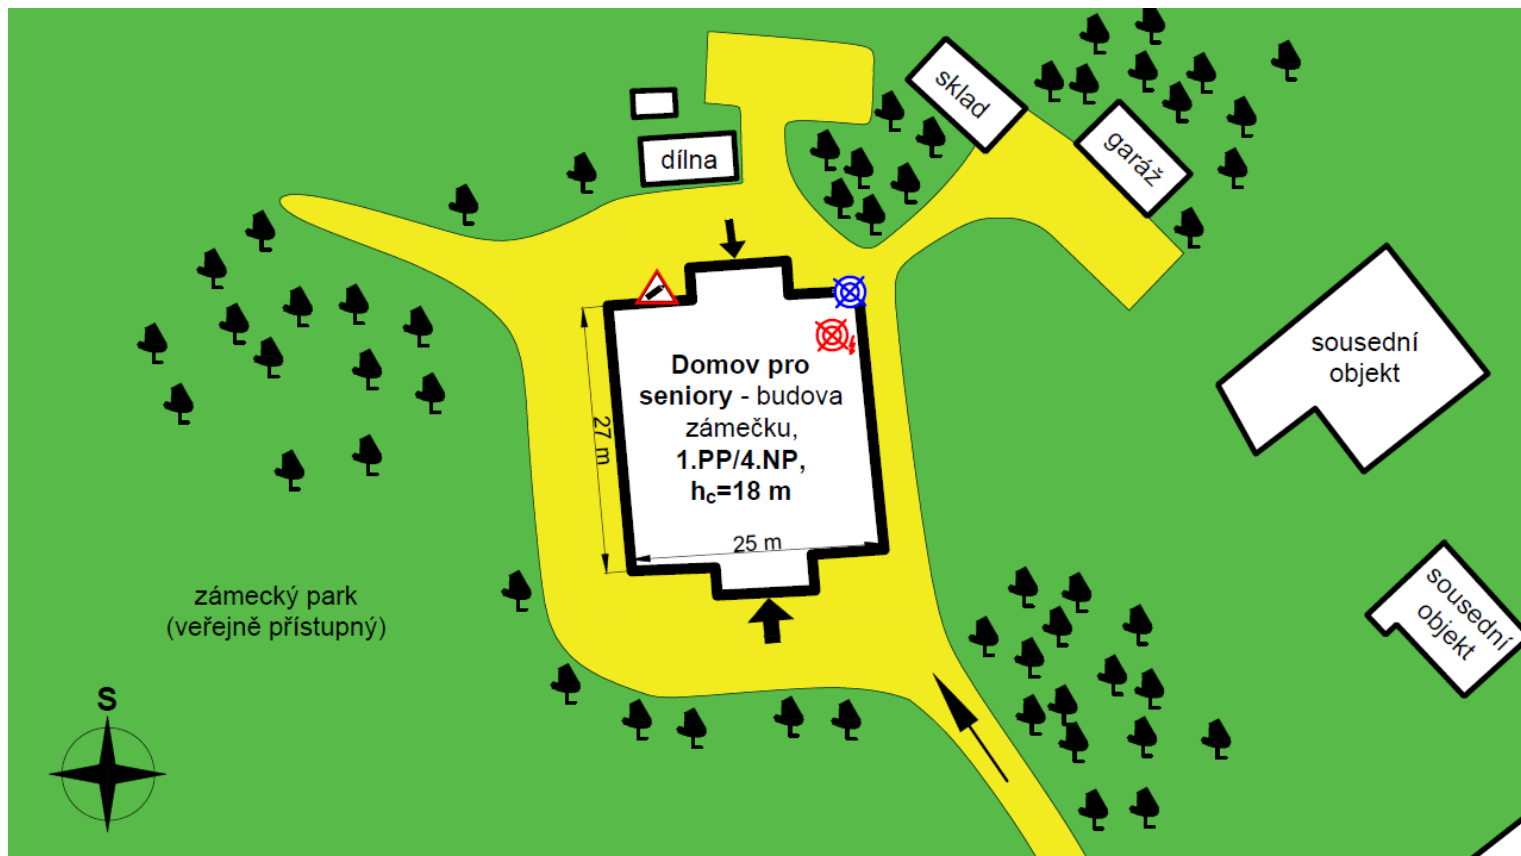 sklad
garáž
dílna
sousední
objekt
Domov pro
seniory - budova
zámečku,
1.PP/4.NP,
hc=18 m
27 m
25 m
zámecký park
(veřejně přístupný)
sousední
objekt
S